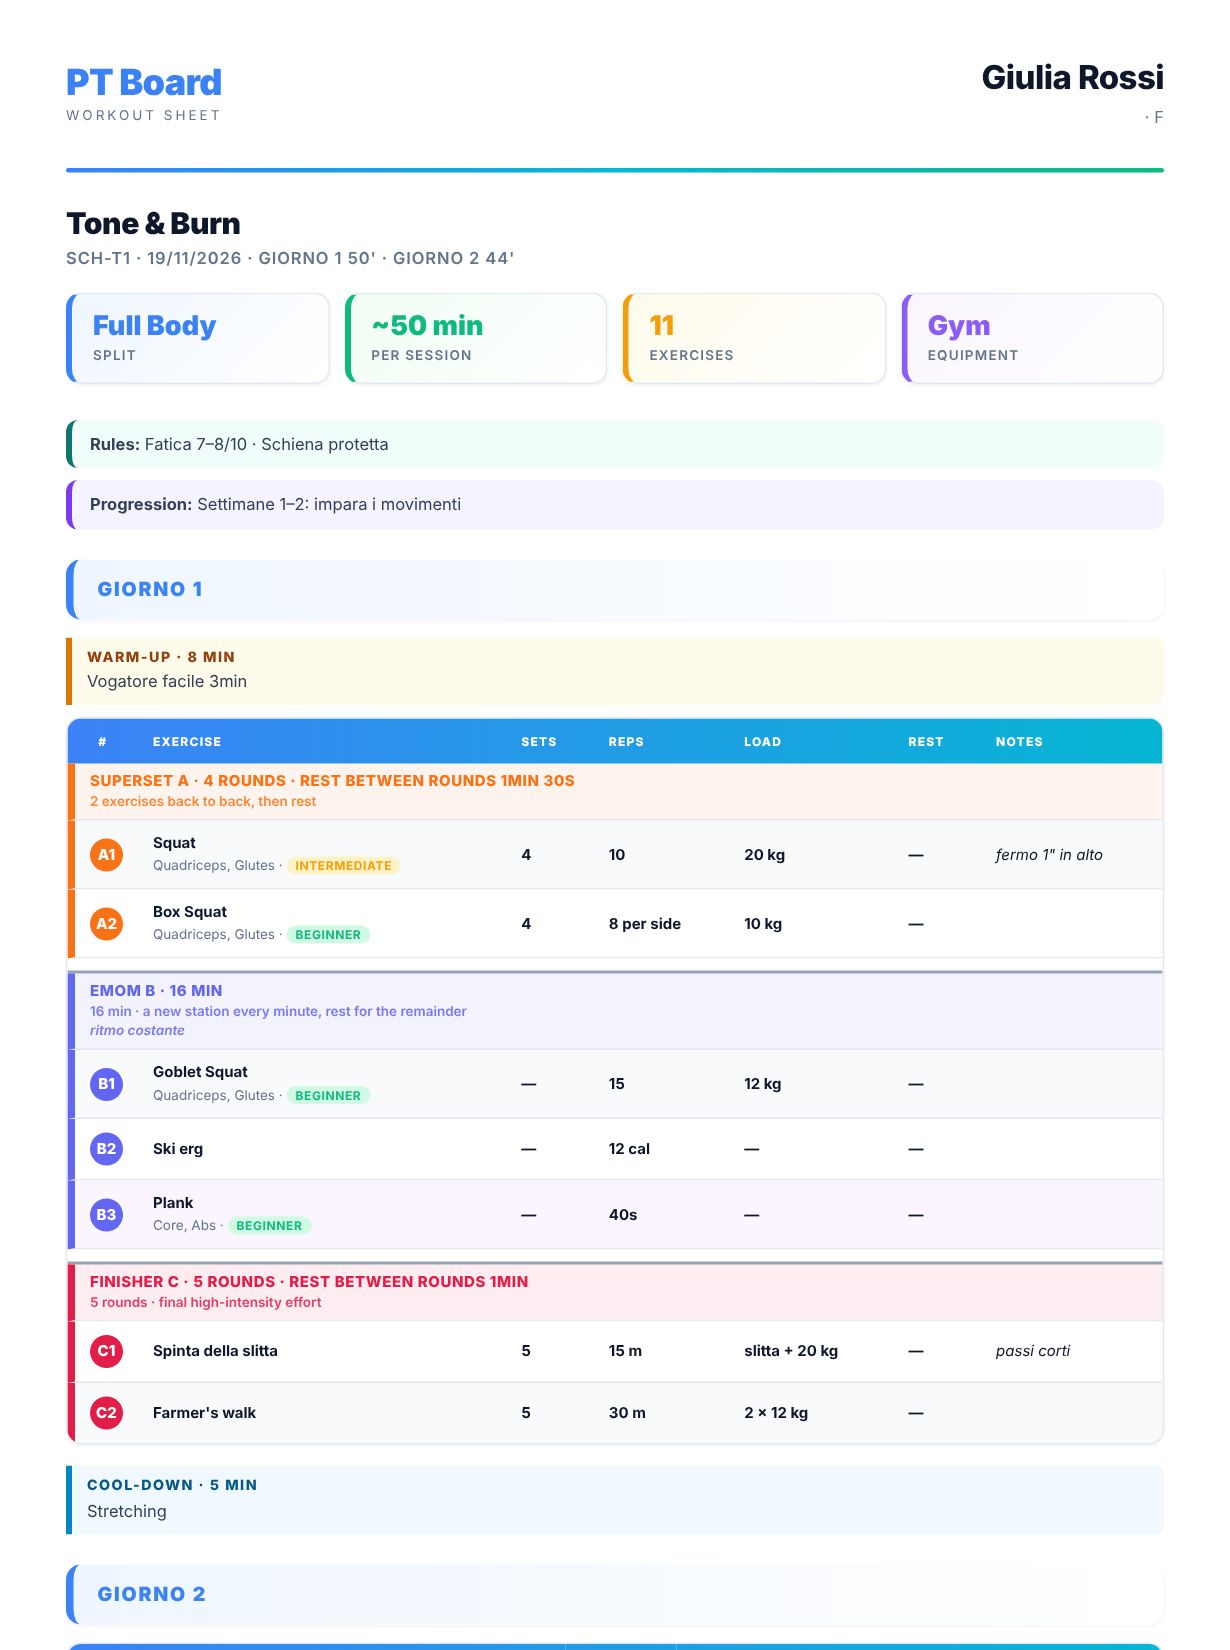 PT Board
WORKOUT SHEET
Giulia Rossi
· F
Tone & Burn
SCH-T1 · 19/11/2026 · GIORNO 1 50' · GIORNO 2 44'
Full Body
SPLIT
~50 min
PER SESSION
11
EXERCISES
Gym
EQUIPMENT
Rules: Fatica 7–8/10 · Schiena protetta
Progression: Settimane 1–2: impara i movimenti
GIORNO 1
WARM-UP · 8 MIN
Vogatore facile 3min
# EXERCISE SETS REPS LOAD REST NOTES
SUPERSET A · 4 ROUNDS · REST BETWEEN ROUNDS 1MIN 30S
2 exercises back to back, then rest
A1 Squat 4 10 20 kg — fermo 1" in alto
Quadriceps, Glutes · INTERMEDIATE
A2 Box Squat 4 8 per side 10 kg —
Quadriceps, Glutes · BEGINNER
EMOM B · 16 MIN
16 min · a new station every minute, rest for the remainder
ritmo costante
B1 Goblet Squat — 15 12 kg —
Quadriceps, Glutes · BEGINNER
B2 Ski erg — 12 cal — —
B3 Plank — 40s — —
Core, Abs · BEGINNER
FINISHER C · 5 ROUNDS · REST BETWEEN ROUNDS 1MIN
5 rounds · final high-intensity effort
C1 Spinta della slitta 5 15 m slitta + 20 kg — passi corti
C2 Farmer's walk 5 30 m 2 × 12 kg —
COOL-DOWN · 5 MIN
Stretching
GIORNO 2